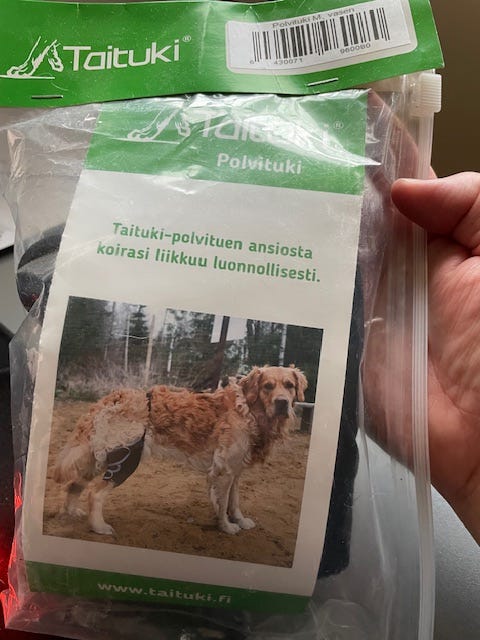 Taituki®
Polvituki M, vasen
6 430071 960080
Taituki®
Polvituki
Taituki-polvituen ansiosta
koirasi liikkuu luonnollisesti.
www.taituki.fi